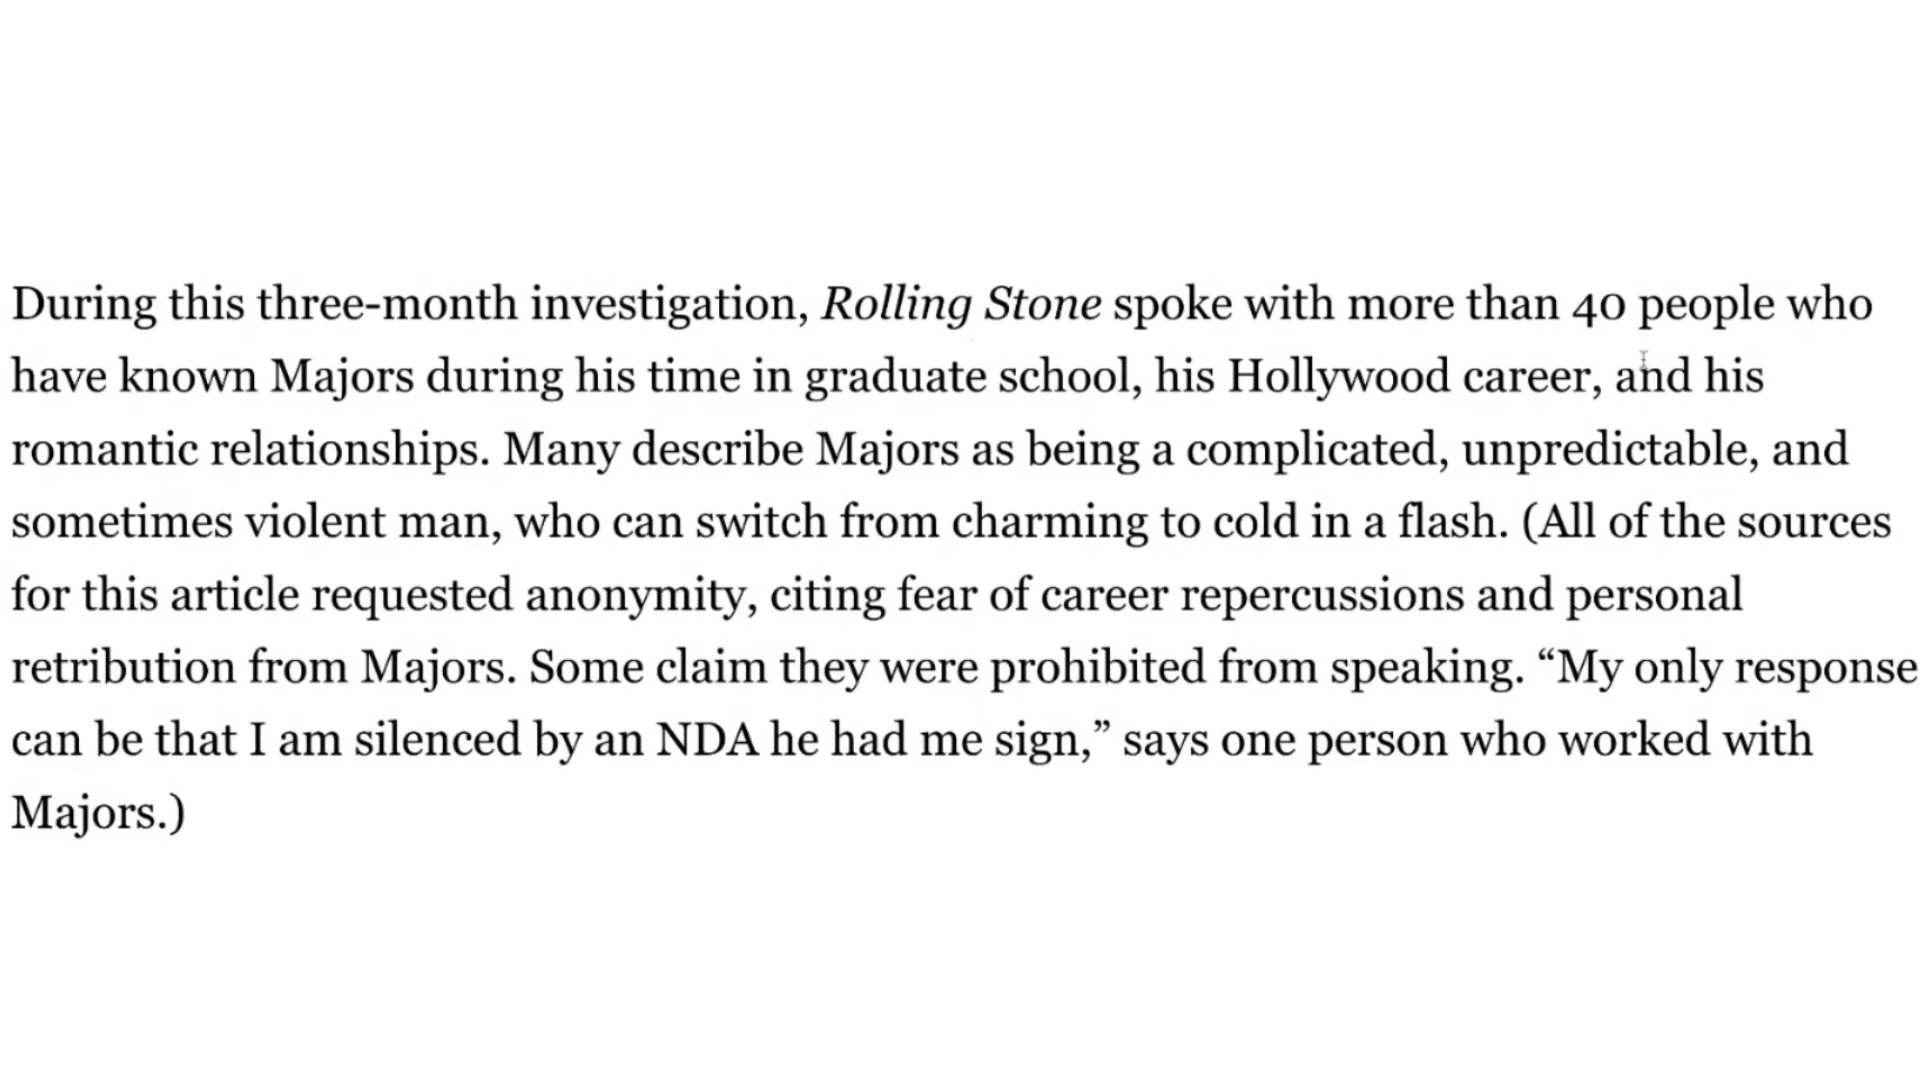 During this three-month investigation, Rolling Stone spoke with more than 40 people who
have known Majors during his time in graduate school, his Hollywood career, and his
romantic relationships. Many describe Majors as being a complicated, unpredictable, and
sometimes violent man, who can switch from charming to cold in a flash. (All of the sources
for this article requested anonymity, citing fear of career repercussions and personal
retribution from Majors. Some claim they were prohibited from speaking. “My only response
can be that I am silenced by an NDA he had me sign,” says one person who worked with
Majors.)